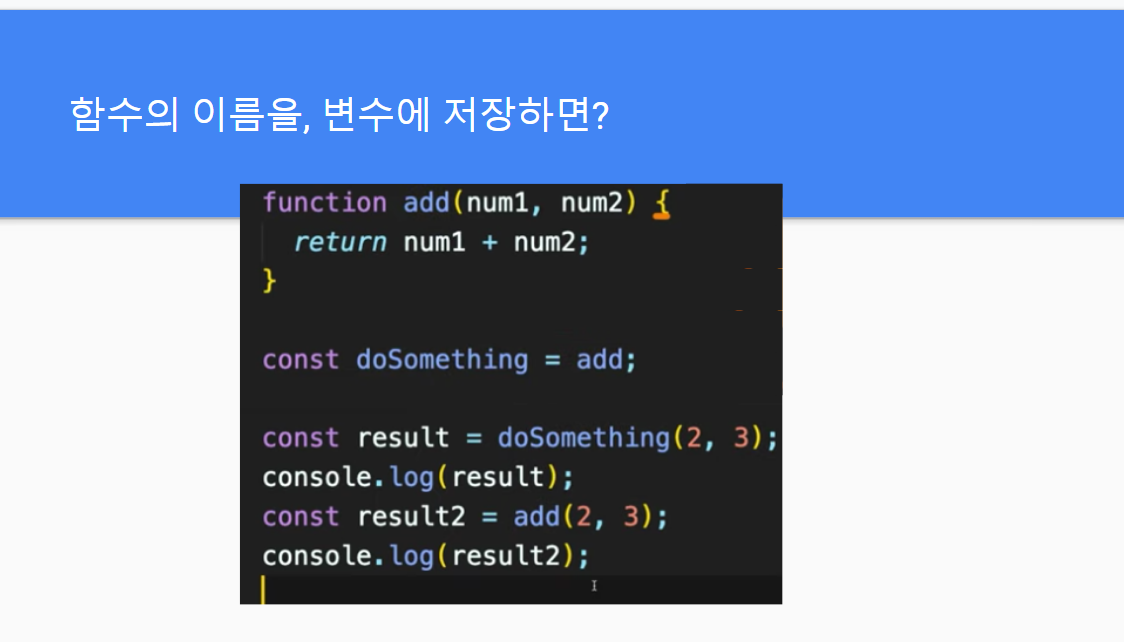 함수의 이름을, 변수에 저장하면?
function add(num1, num2) {
return num1 + num2;
}
const doSomething = add;
const result = doSomething(2, 3);
console.log(result);
const result2 = add(2, 3);
console.log(result2);